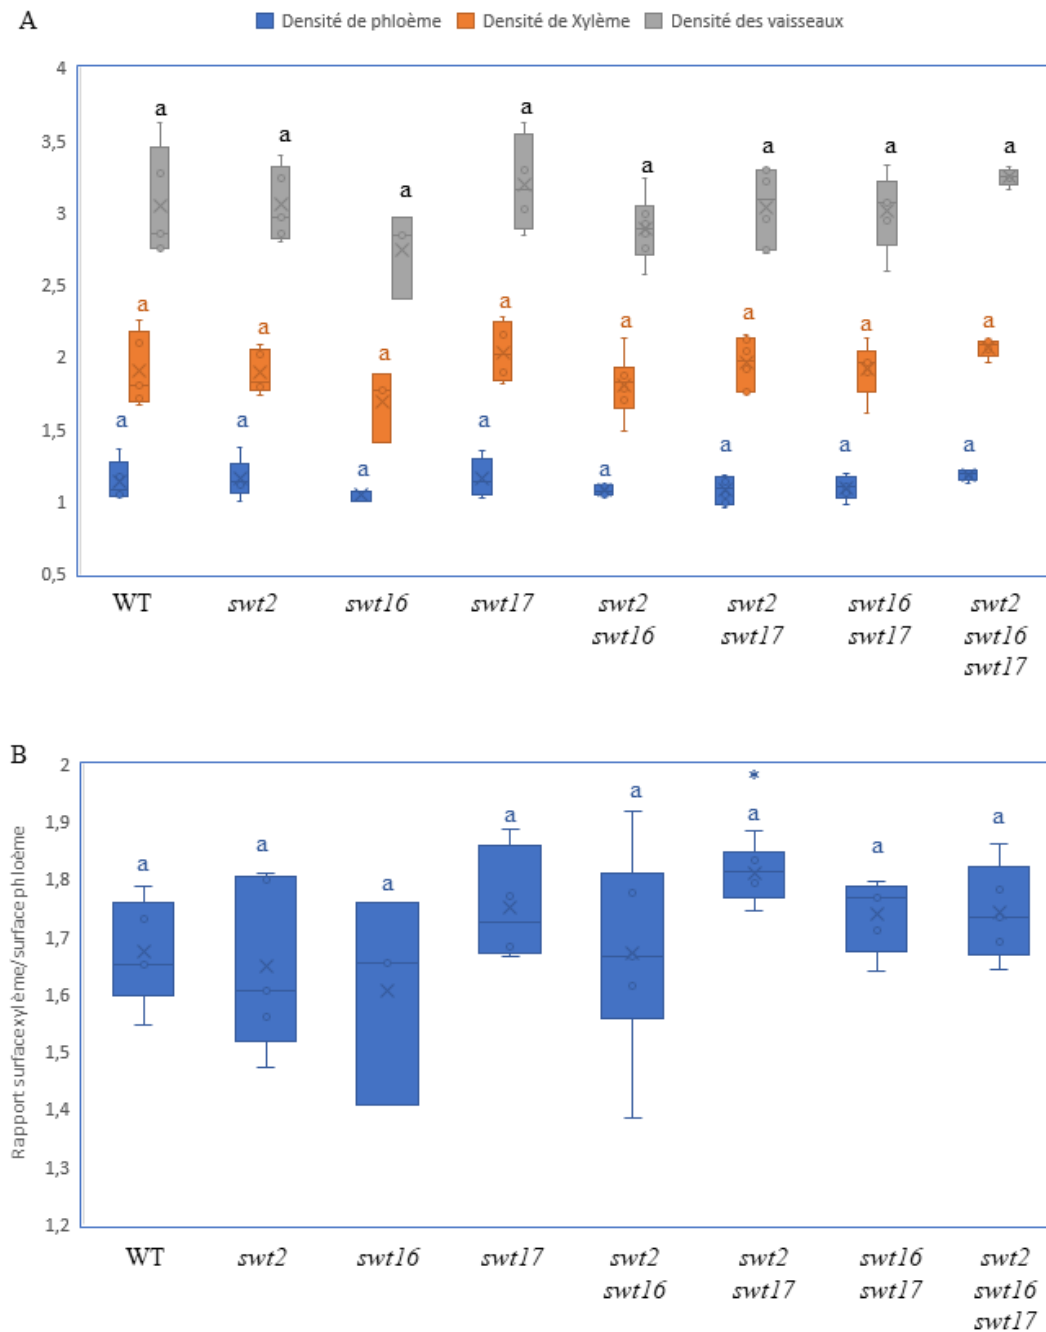 A
Densité de phloème Densité de Xylème Densité des vaisseaux
4
3,5
3
2,5
2
1,5
1
0,5
a a a a a a a a
a a a a a a a a
a a a a a a a a
WT swt2 swt16 swt17 swt2 swt2 swt16 swt2
swt16 swt17 swt17 swt16
swt17
B
Rapport surfacexylème/ surface phloème
2
1,9
1,8
1,7
1,6
1,5
1,4
1,3
1,2
*
a a a a a a a a
WT swt2 swt16 swt17 swt2 swt2 swt16 swt2
swt16 swt17 swt17 swt16
swt17